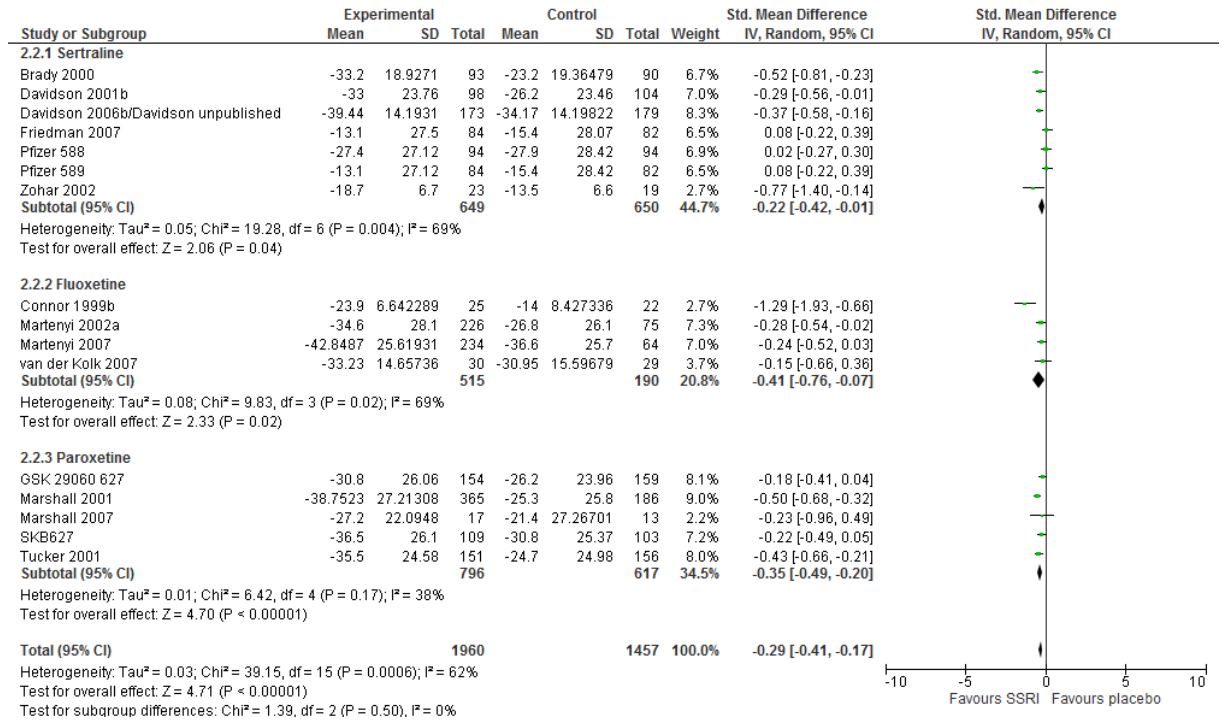 Experimental Control Std. Mean Difference Std. Mean Difference
Study or Subgroup Mean SD Total Mean SD Total Weight IV, Random, 95% CI IV, Random, 95% CI
2.2.1 Sertraline
Brady 2000 -33.2 18.9271 93 -23.2 19.36479 90 6.7% -0.52 [-0.81, -0.23]
Davidson 2001b -33 23.76 98 -26.2 23.46 104 7.0% -0.29 [-0.56, -0.01]
Davidson 2006b/Davidson unpublished -39.44 14.1931 173 -34.17 14.19822 179 8.3% -0.37 [-0.58, -0.16]
Friedman 2007 -13.1 27.5 84 -15.4 28.07 82 6.6% 0.08 [-0.22, 0.39]
Pfizer 588 -27.4 27.12 94 -27.9 28.42 94 6.9% 0.02 [-0.27, 0.30]
Pfizer 589 -13.1 27.12 84 -15.4 28.42 82 6.6% 0.08 [-0.22, 0.39]
Zohar 2002 -18.7 6.7 23 -13.5 6.6 19 2.7% -0.77 [-1.40, -0.14]
Subtotal (95% CI) 649 650 44.7% -0.22 [-0.42, -0.01]
Heterogeneity: Tau² = 0.05; Chi² = 19.28, df = 6 (P = 0.004); I² = 69%
Test for overall effect: Z = 2.06 (P = 0.04)
2.2.2 Fluoxetine
Connor 1999b -23.9 6.642289 25 -14 8.427336 22 2.7% -1.29 [-1.93, -0.66]
Martenyi 2002a -34.6 28.1 226 -26.8 26.1 75 7.3% -0.28 [-0.54, -0.02]
Martenyi 2007 -42.8487 25.61931 234 -36.6 25.7 64 7.0% -0.24 [-0.52, 0.03]
van der Kolk 2007 -33.23 14.65736 30 -30.95 15.59679 29 3.7% -0.15 [-0.66, 0.36]
Subtotal (95% CI) 515 190 20.8% -0.41 [-0.76, -0.07]
Heterogeneity: Tau² = 0.08; Chi² = 9.83, df = 3 (P = 0.02); I² = 69%
Test for overall effect: Z = 2.33 (P = 0.02)
2.2.3 Paroxetine
GSK 29060 627 -30.8 26.06 154 -26.2 23.96 159 8.1% -0.18 [-0.41, 0.04]
Marshall 2001 -38.7523 27.21308 365 -25.3 25.8 186 9.0% -0.50 [-0.68, -0.32]
Marshall 2007 -27.2 22.0948 17 -21.4 27.26701 13 2.2% -0.23 [-0.96, 0.49]
SKB627 -36.5 26.1 109 -30.8 25.37 103 7.2% -0.22 [-0.49, 0.05]
Tucker 2001 -35.5 24.58 151 -24.7 24.98 156 8.0% -0.43 [-0.66, -0.21]
Subtotal (95% CI) 796 617 34.5% -0.35 [-0.49, -0.20]
Heterogeneity: Tau² = 0.01; Chi² = 6.42, df = 4 (P = 0.17); I² = 38%
Test for overall effect: Z = 4.70 (P < 0.00001)
Total (95% CI) 1960 1457 100.0% -0.29 [-0.41, -0.17]
Heterogeneity: Tau² = 0.03; Chi² = 39.15, df = 15 (P = 0.0006); I² = 62%
Test for overall effect: Z = 4.71 (P < 0.00001)
Test for subgroup differences: Chi² = 1.39, df = 2 (P = 0.50), I² = 0%
-10 -5 0 5 10
Favours SSRI Favours placebo